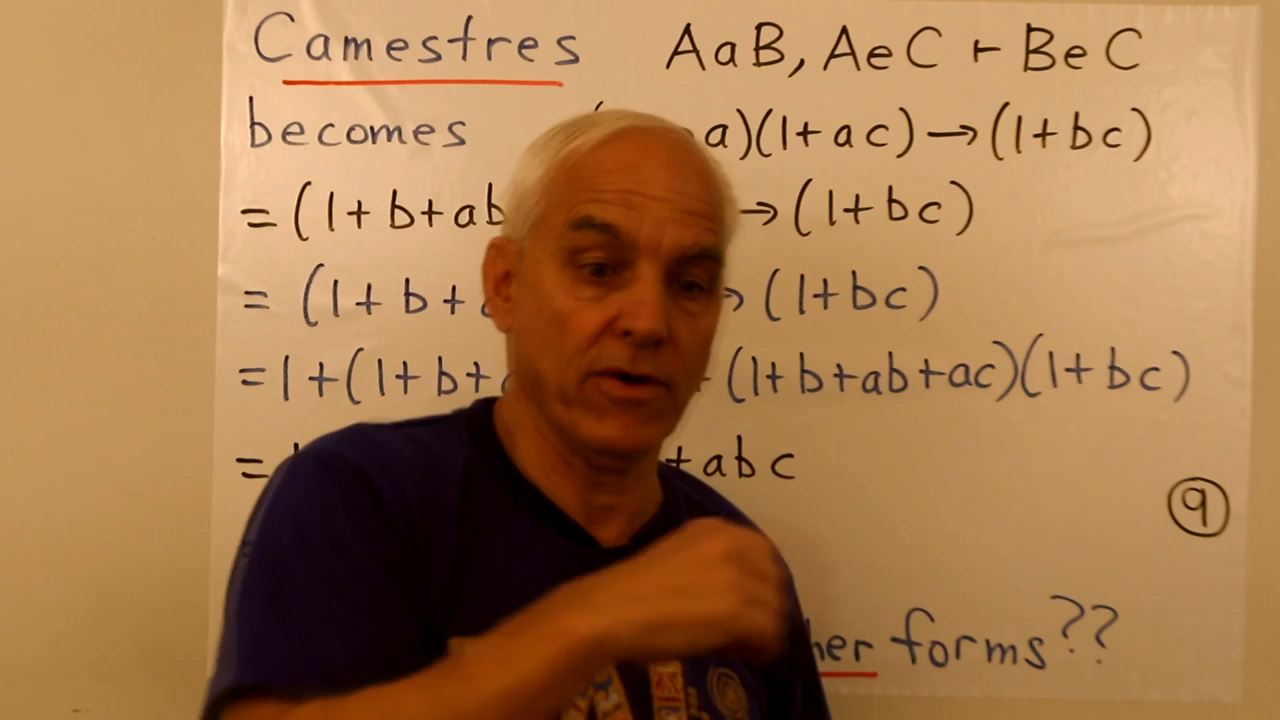 Camestres AaB, AeC ⊢ BeC
becomes a)(1+ac)→(1+bc)
=(1+b+ab →(1+bc)
= (1+b+ (1+bc)
=1+(1+b+ (1+b+ab+ac)(1+bc)
= +abc
9
her forms??